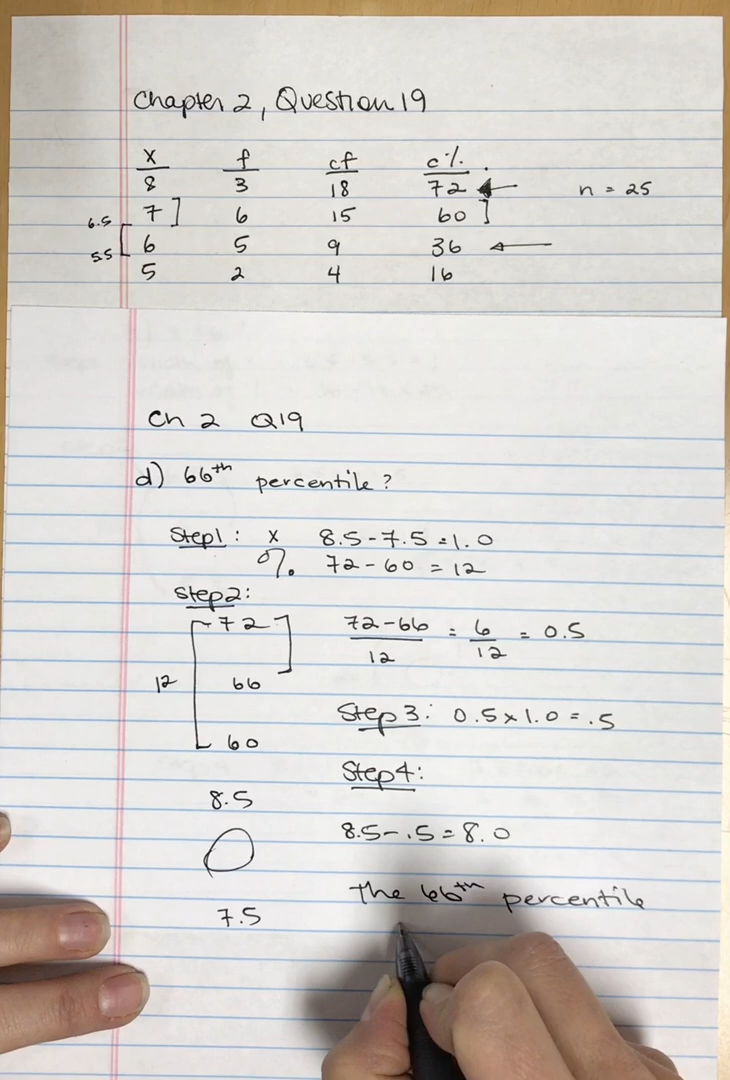 Chapter 2, Question 19
x f cf c%
8 3 18 72 n = 25
7 6 15 60
6.5
6 5 9 36
5.5
5 2 4 16
Ch 2 Q19
d) 66th percentile?
Step1: x 8.5-7.5=1.0
% 72-60=12
Step2:
72 72-66/12 = 6/12 = 0.5
12 66
Step 3: 0.5x1.0=.5
60
Step4:
8.5
8.5-.5=8.0
The 66th percentile
7.5